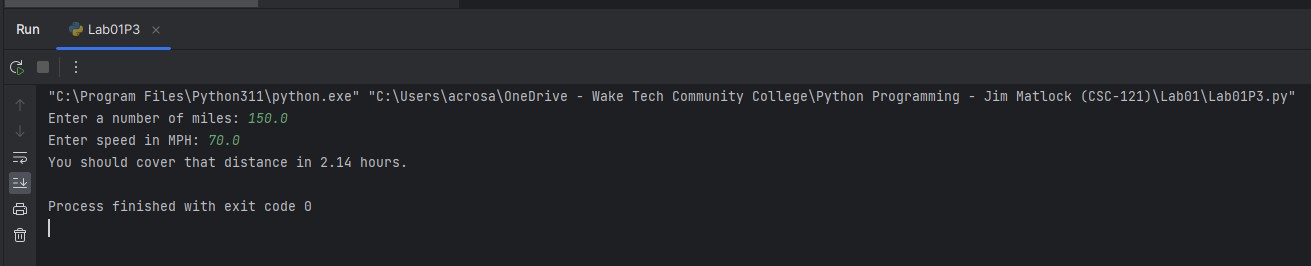 Run Lab01P3
"C:\Program Files\Python311\python.exe" "C:\Users\acrosa\OneDrive - Wake Tech Community College\Python Programming - Jim Matlock (CSC-121)\Lab01\Lab01P3.py"
Enter a number of miles: 150.0
Enter speed in MPH: 70.0
You should cover that distance in 2.14 hours.
Process finished with exit code 0